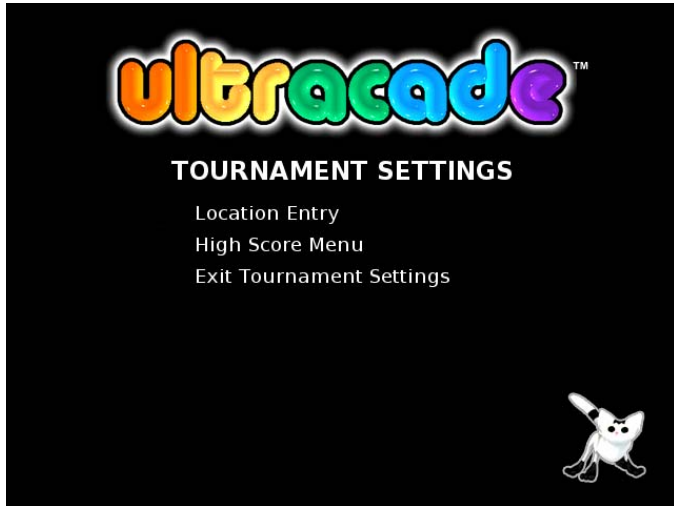 ultracade™
TOURNAMENT SETTINGS
Location Entry
High Score Menu
Exit Tournament Settings